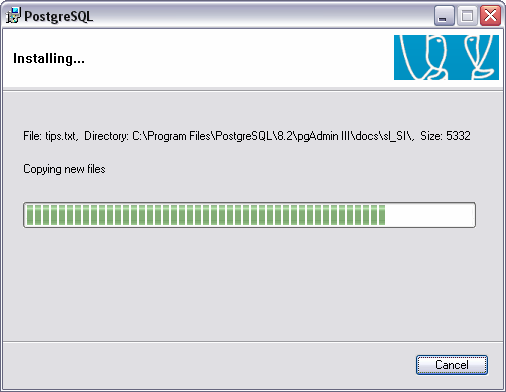 PostgreSQL
Installing...
File: tips.txt, Directory: C:\Program Files\PostgreSQL\8.2\pgAdmin III\docs\sl_SI\, Size: 5332
Copying new files
Cancel